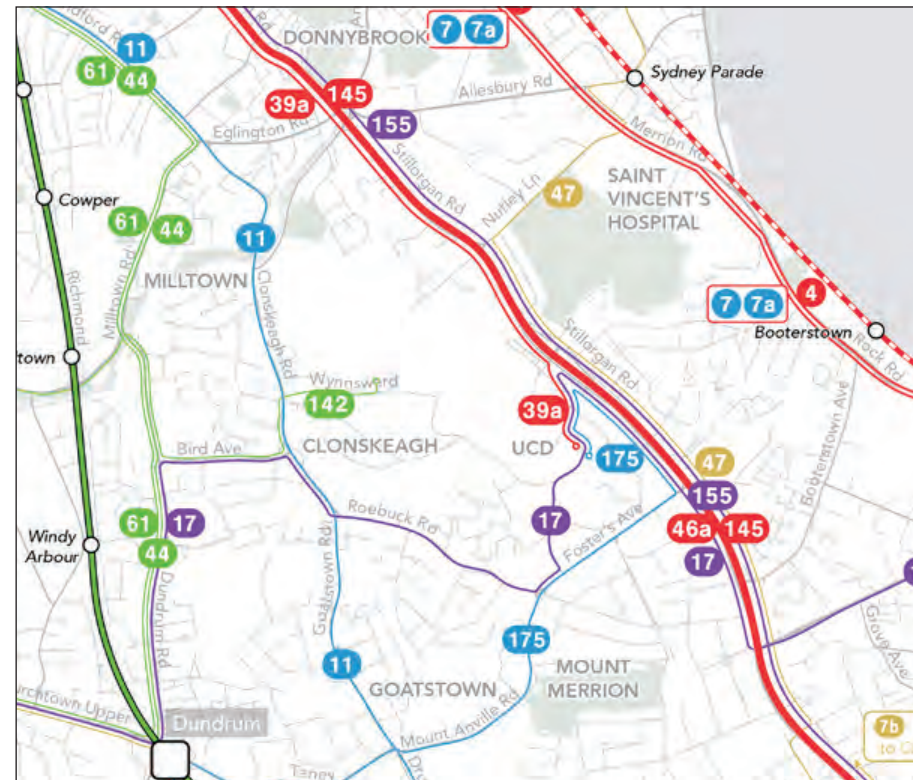 Rd
DONNYBROOK
7 7a
11
61
44
Sydney Parade
39a
145
Ailesbury Rd
Eglington Rd
155
Merrion Rd
Stillorgan Rd
Nutley Ln
47
SAINT
VINCENT'S
HOSPITAL
Cowper
61
44
11
Milltown Rd
MILLTOWN
Richmond
Clonskeagh Rd
7 7a
4
Booterstown
Rock Rd
town
Stillorgan Rd
Wynnsward
142
39a
Booterstown Ave
Bird Ave
CLONSKEAGH
UCD
175
47
155
61
17
44
Roebuck Rd
17
Foster's Ave
46a
145
17
Windy
Arbour
Dundrum Rd
Goatstown Rd
Grove Ave
11
175
GOATSTOWN
MOUNT
MERRION
urchtown Upper
Dundrum
Mount Anville Rd
7b
Taney